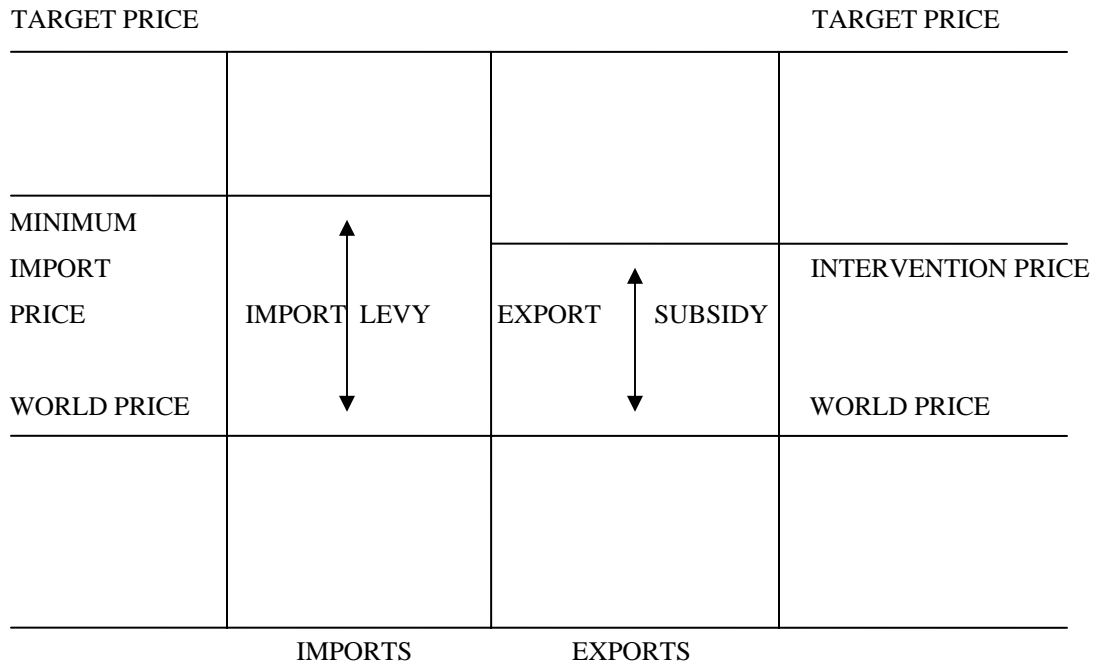 TARGET PRICE TARGET PRICE
MINIMUM
IMPORT INTERVENTION PRICE
PRICE IMPORT LEVY EXPORT SUBSIDY
WORLD PRICE WORLD PRICE
IMPORTS EXPORTS